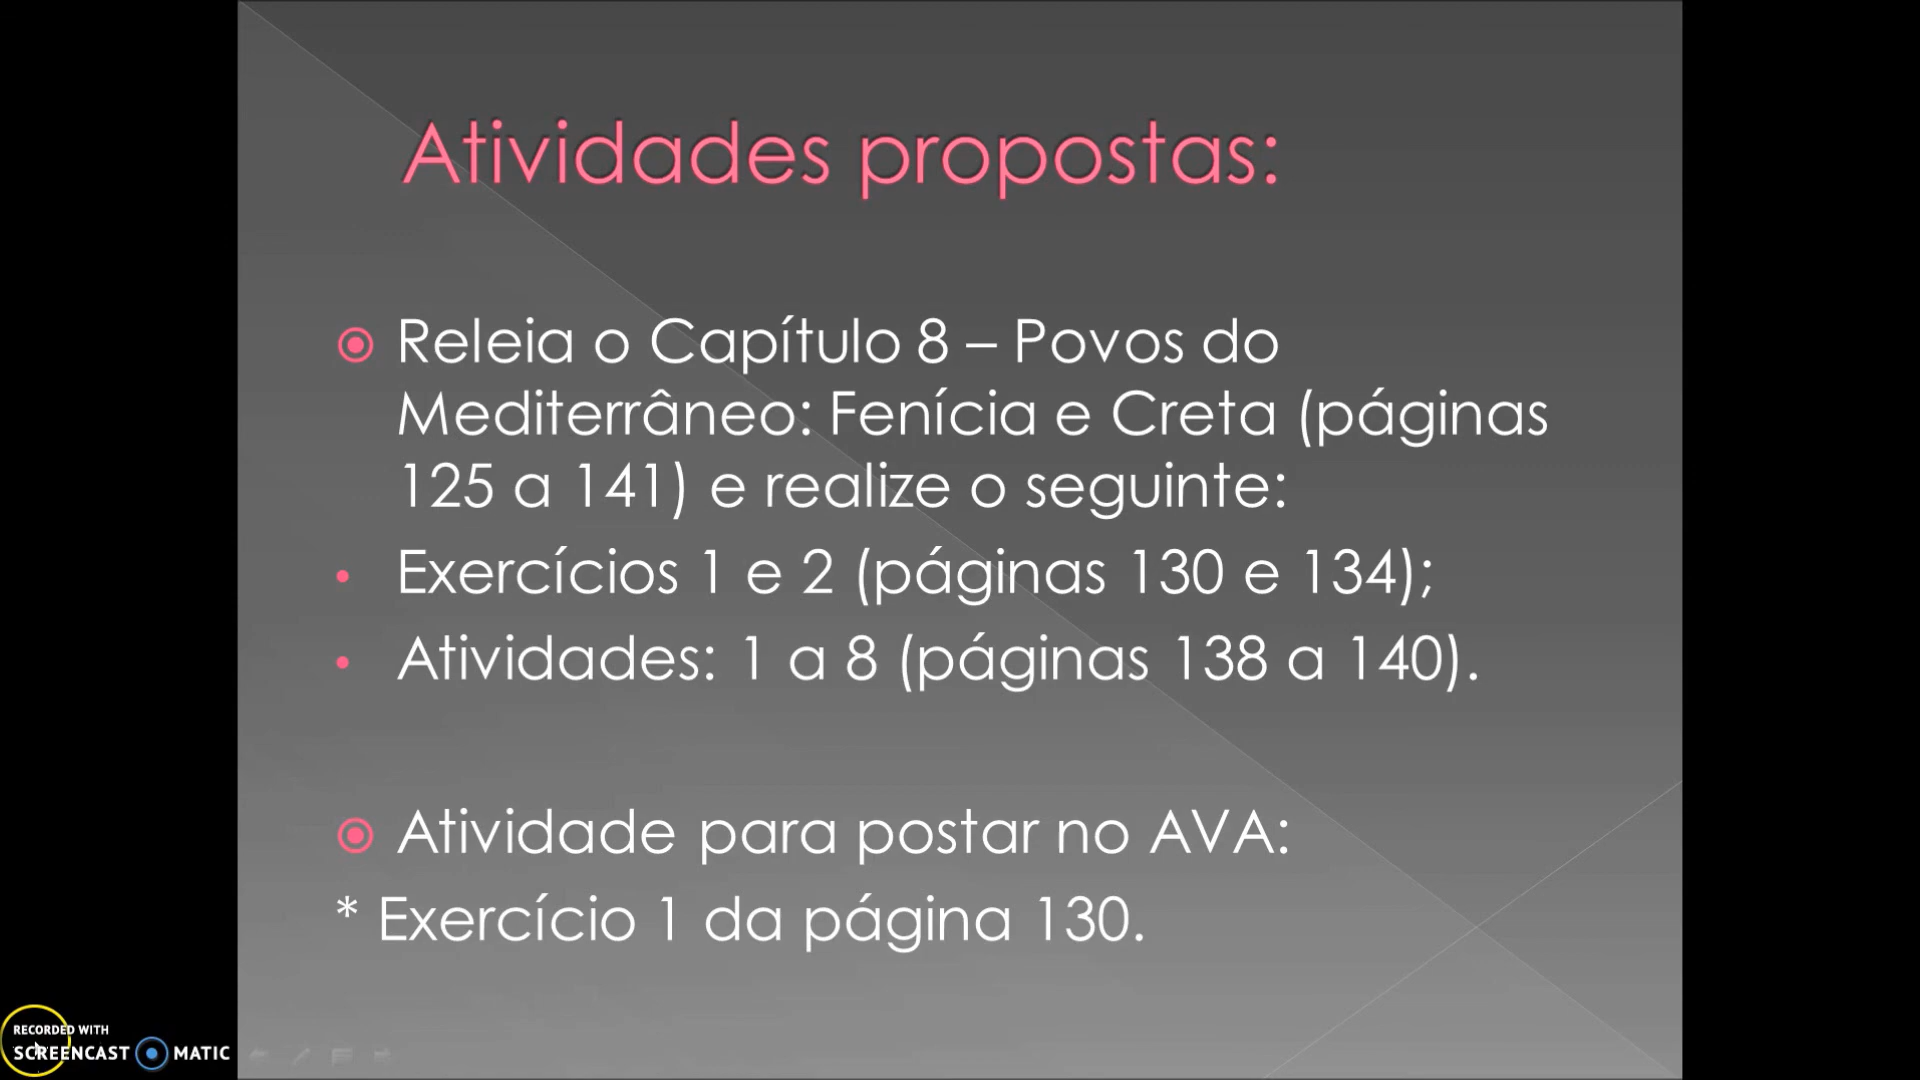 Atividades propostas:
Releia o Capítulo 8 – Povos do
Mediterrâneo: Fenícia e Creta (páginas
125 a 141) e realize o seguinte:
• Exercícios 1 e 2 (páginas 130 e 134);
• Atividades: 1 a 8 (páginas 138 a 140).
Atividade para postar no AVA:
* Exercício 1 da página 130.
RECORDED WITH
SCREENCAST MATIC